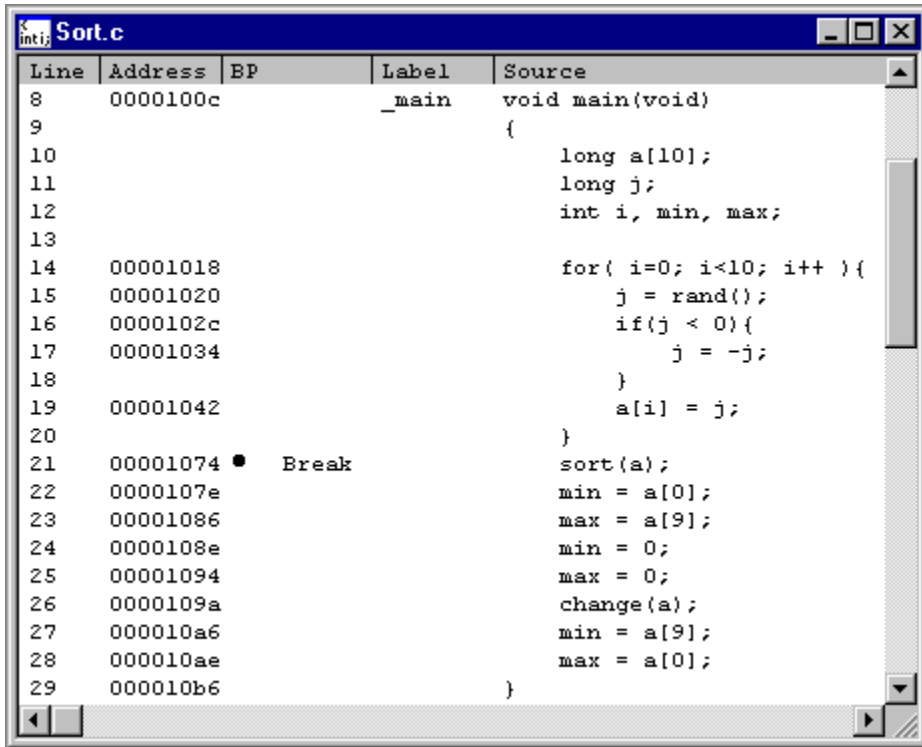 inti; Sort.c
Line Address BP Label Source
8 0000100c _main void main(void)
9 {
10 long a[10];
11 long j;
12 int i, min, max;
13
14 00001018 for( i=0; i<10; i++ ){
15 00001020 j = rand();
16 0000102c if(j < 0){
17 00001034 j = -j;
18 }
19 00001042 a[i] = j;
20 }
21 00001074 Break sort(a);
22 0000107e min = a[0];
23 00001086 max = a[9];
24 0000108e min = 0;
25 00001094 max = 0;
26 0000109a change(a);
27 000010a6 min = a[9];
28 000010ae max = a[0];
29 000010b6 }